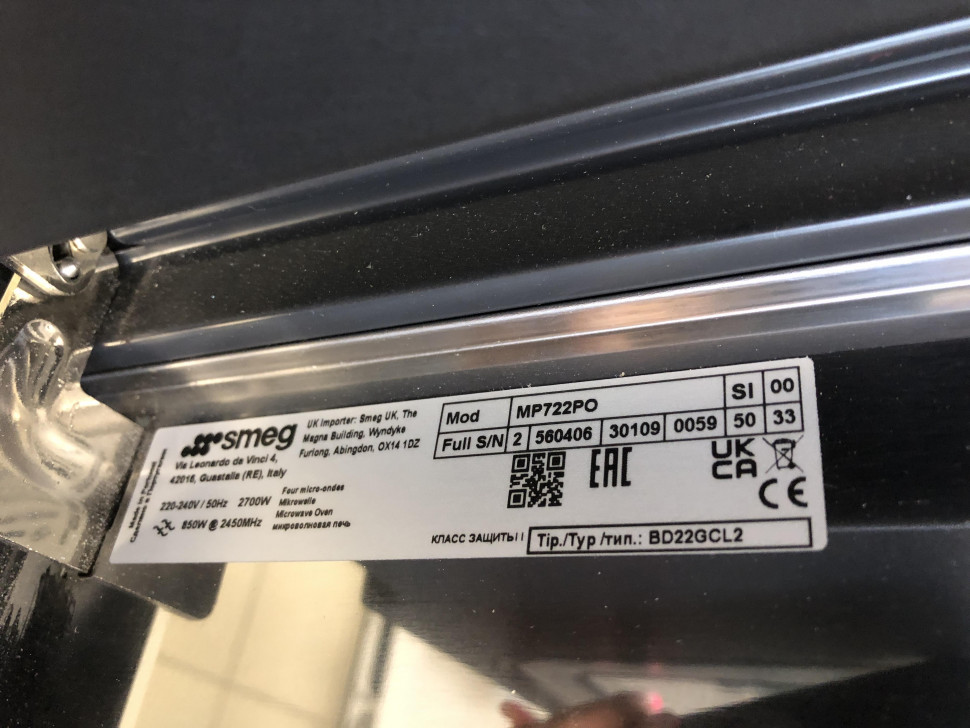 smeg
Via Leonardo da Vinci 4,
42016, Guastalla (RE), Italy
UK Importer: Smeg UK, The
Magna Building, Wyndyke
Furlong, Abingdon, OX14 1DZ
Mod MP722PO SI 00
Full S/N 2 560406 30109 0059 50 33
220-240V / 50Hz 2700W
850W @ 2450MHz
Four micro-ondes
Mikrowelle
Microwave Oven
микроволновая печь
EAC
UK
CA
CE
КЛАСС ЗАЩИТЫ I
Tip./Typ /тип.: BD22GCL2